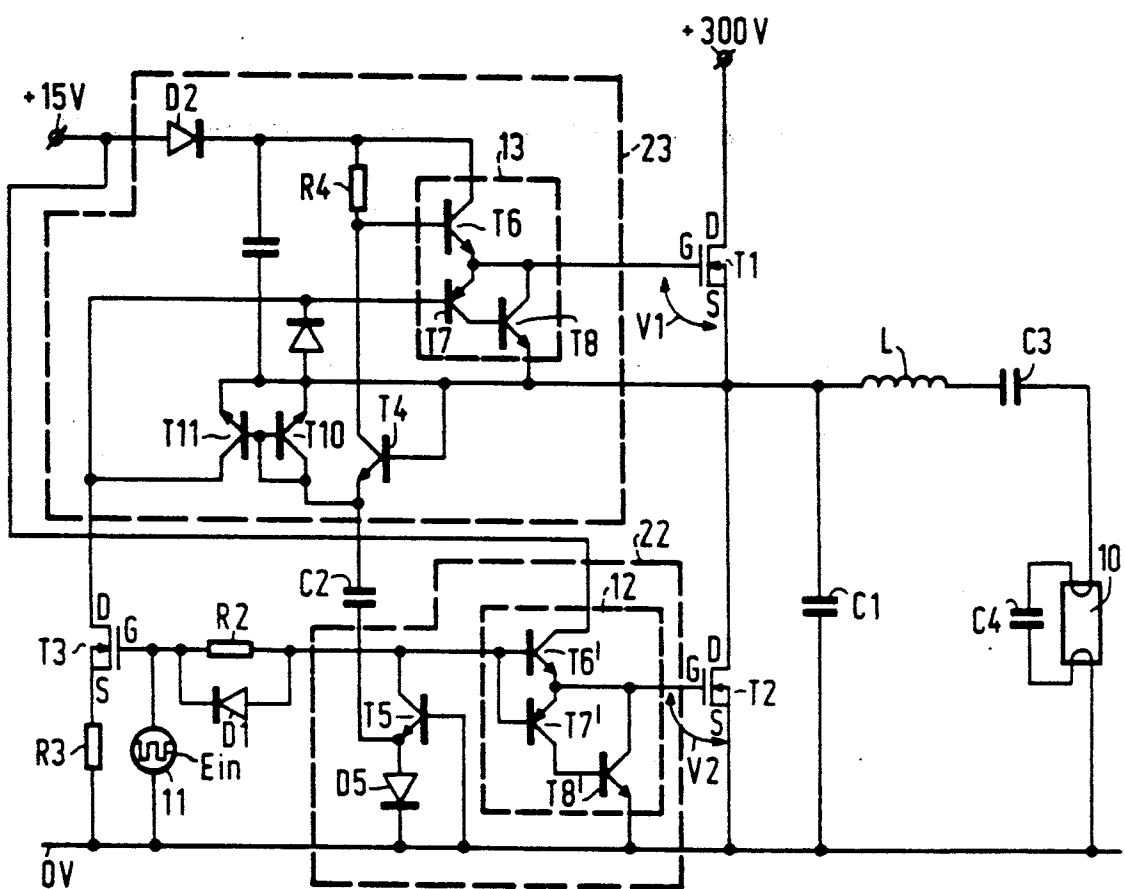 +300V
+15V
D2
23
13
R4
T6
G
D
T1
S
V1
T7
T8
L
C3
T11
T10
T4
22
C2
12
10
D
R2
T3
G
T6'
G
D
C1
C4
S
D1
T5
T7'
T2
S
R3
Ein
D5
T8'
V2
11
0V